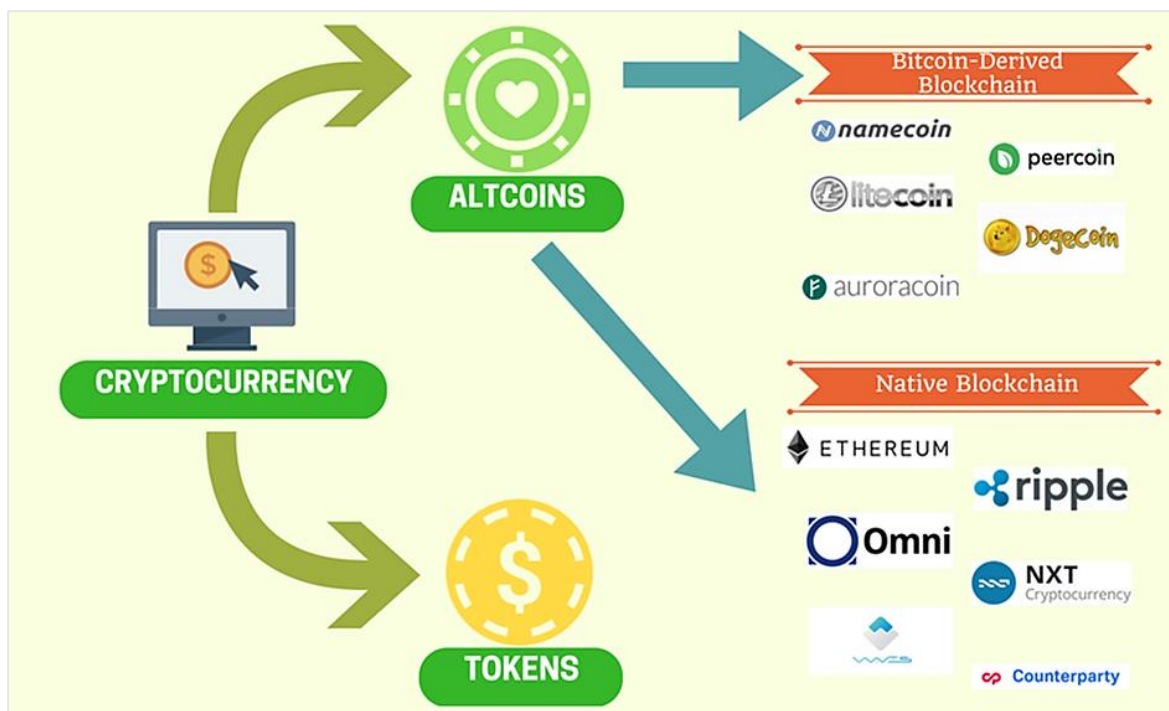 ALTCOINS
CRYPTOCURRENCY
TOKENS
Bitcoin-Derived
Blockchain
namecoin
peercoin
litecoin
DOGECOIN
auroracoin
Native Blockchain
ETHEREUM
ripple
Omni
NXT
Cryptocurrency
Counterparty